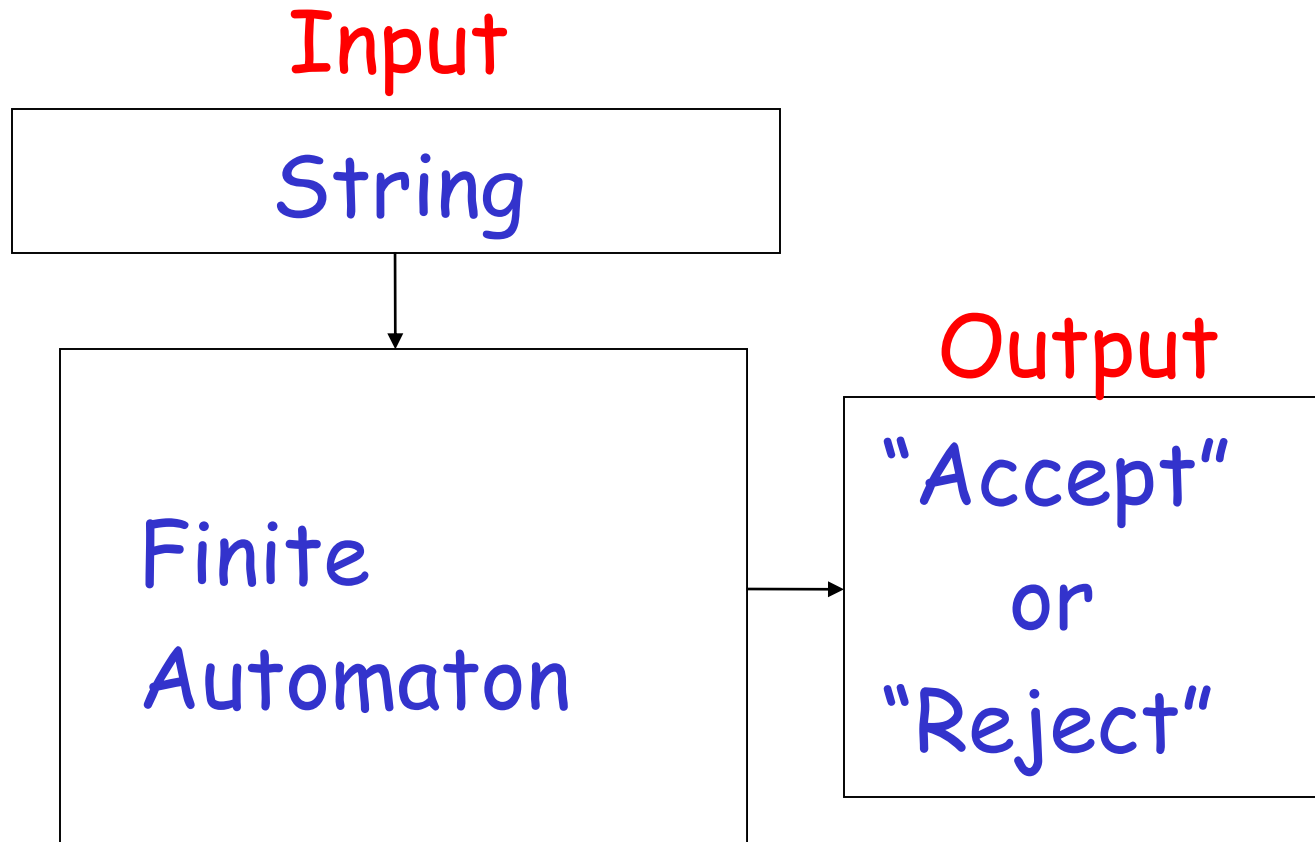 Input
String
Output
“Accept”
or
“Reject”
Finite
Automaton